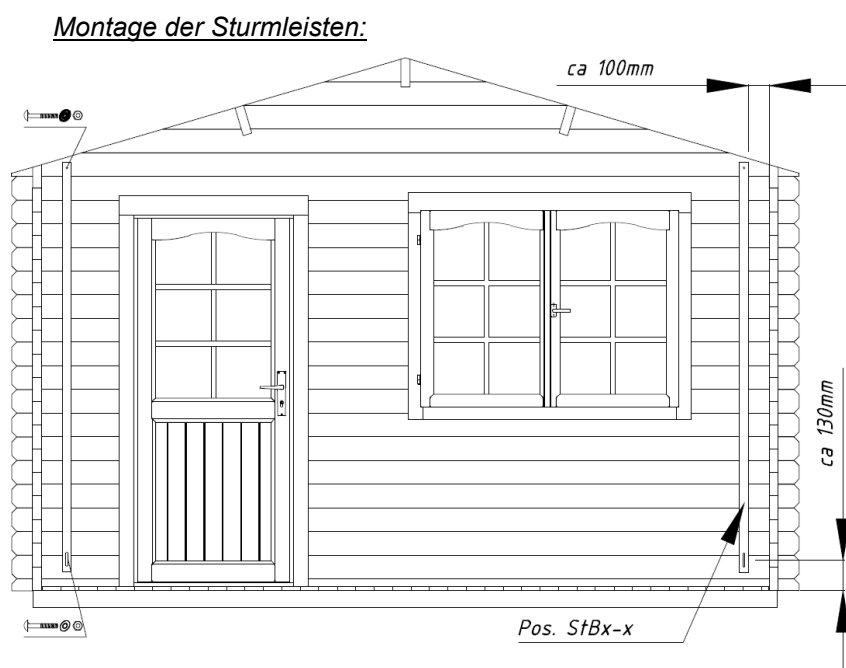 Montage der Sturmleisten:
ca 100mm
ca 130mm
Pos. StBx-x